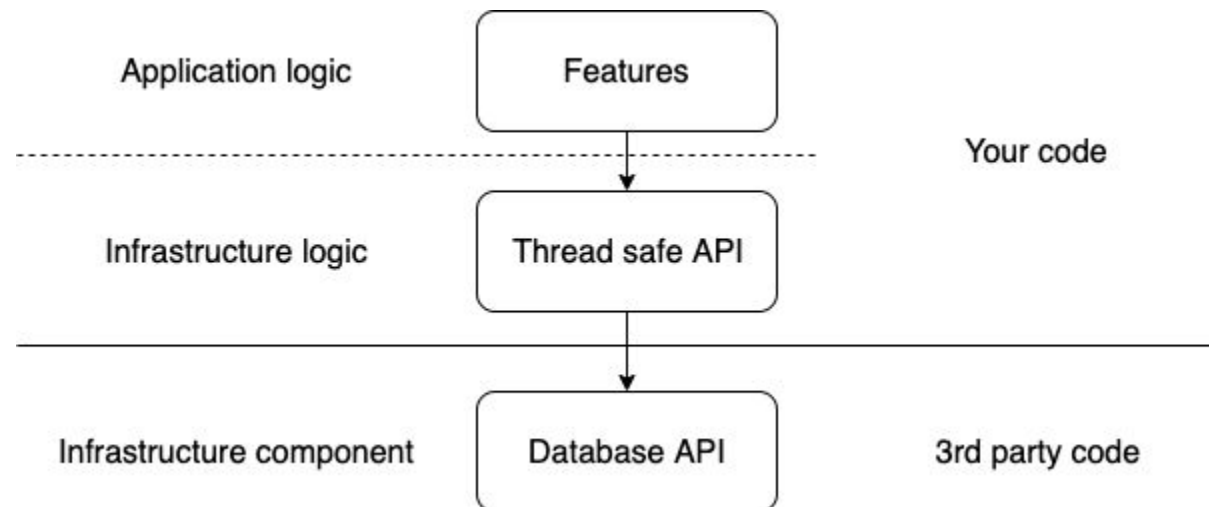 Application logic
Features
Your code
Infrastructure logic
Thread safe API
Infrastructure component
Database API
3rd party code